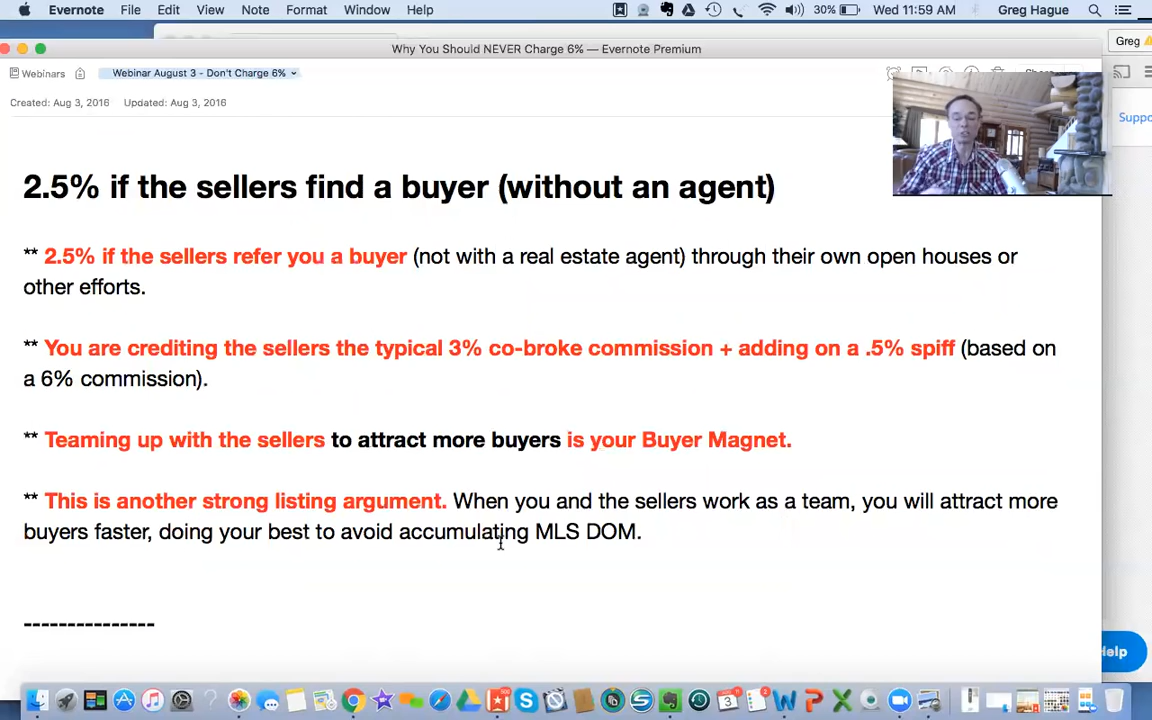 Evernote File Edit View Note Format Window Help 30% Wed 11:59 AM Greg Hague
Why You Should NEVER Charge 6% — Evernote Premium
Greg
Webinars Webinar August 3 - Don't Charge 6%
Share
Created: Aug 3, 2016 Updated: Aug 3, 2016
Suppo
2.5% if the sellers find a buyer (without an agent)
** 2.5% if the sellers refer you a buyer (not with a real estate agent) through their own open houses or
other efforts.
** You are crediting the sellers the typical 3% co-broke commission + adding on a .5% spiff (based on
a 6% commission).
** Teaming up with the sellers to attract more buyers is your Buyer Magnet.
** This is another strong listing argument. When you and the sellers work as a team, you will attract more
buyers faster, doing your best to avoid accumulating MLS DOM.
---------------
Help